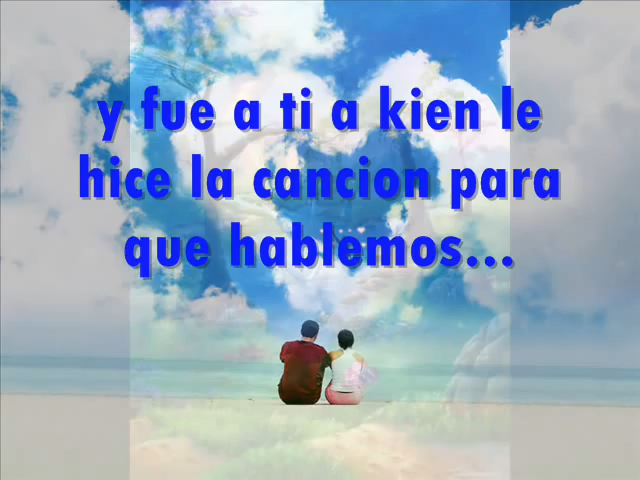 y fue a ti a kien le
hice la cancion para
que hablemos...